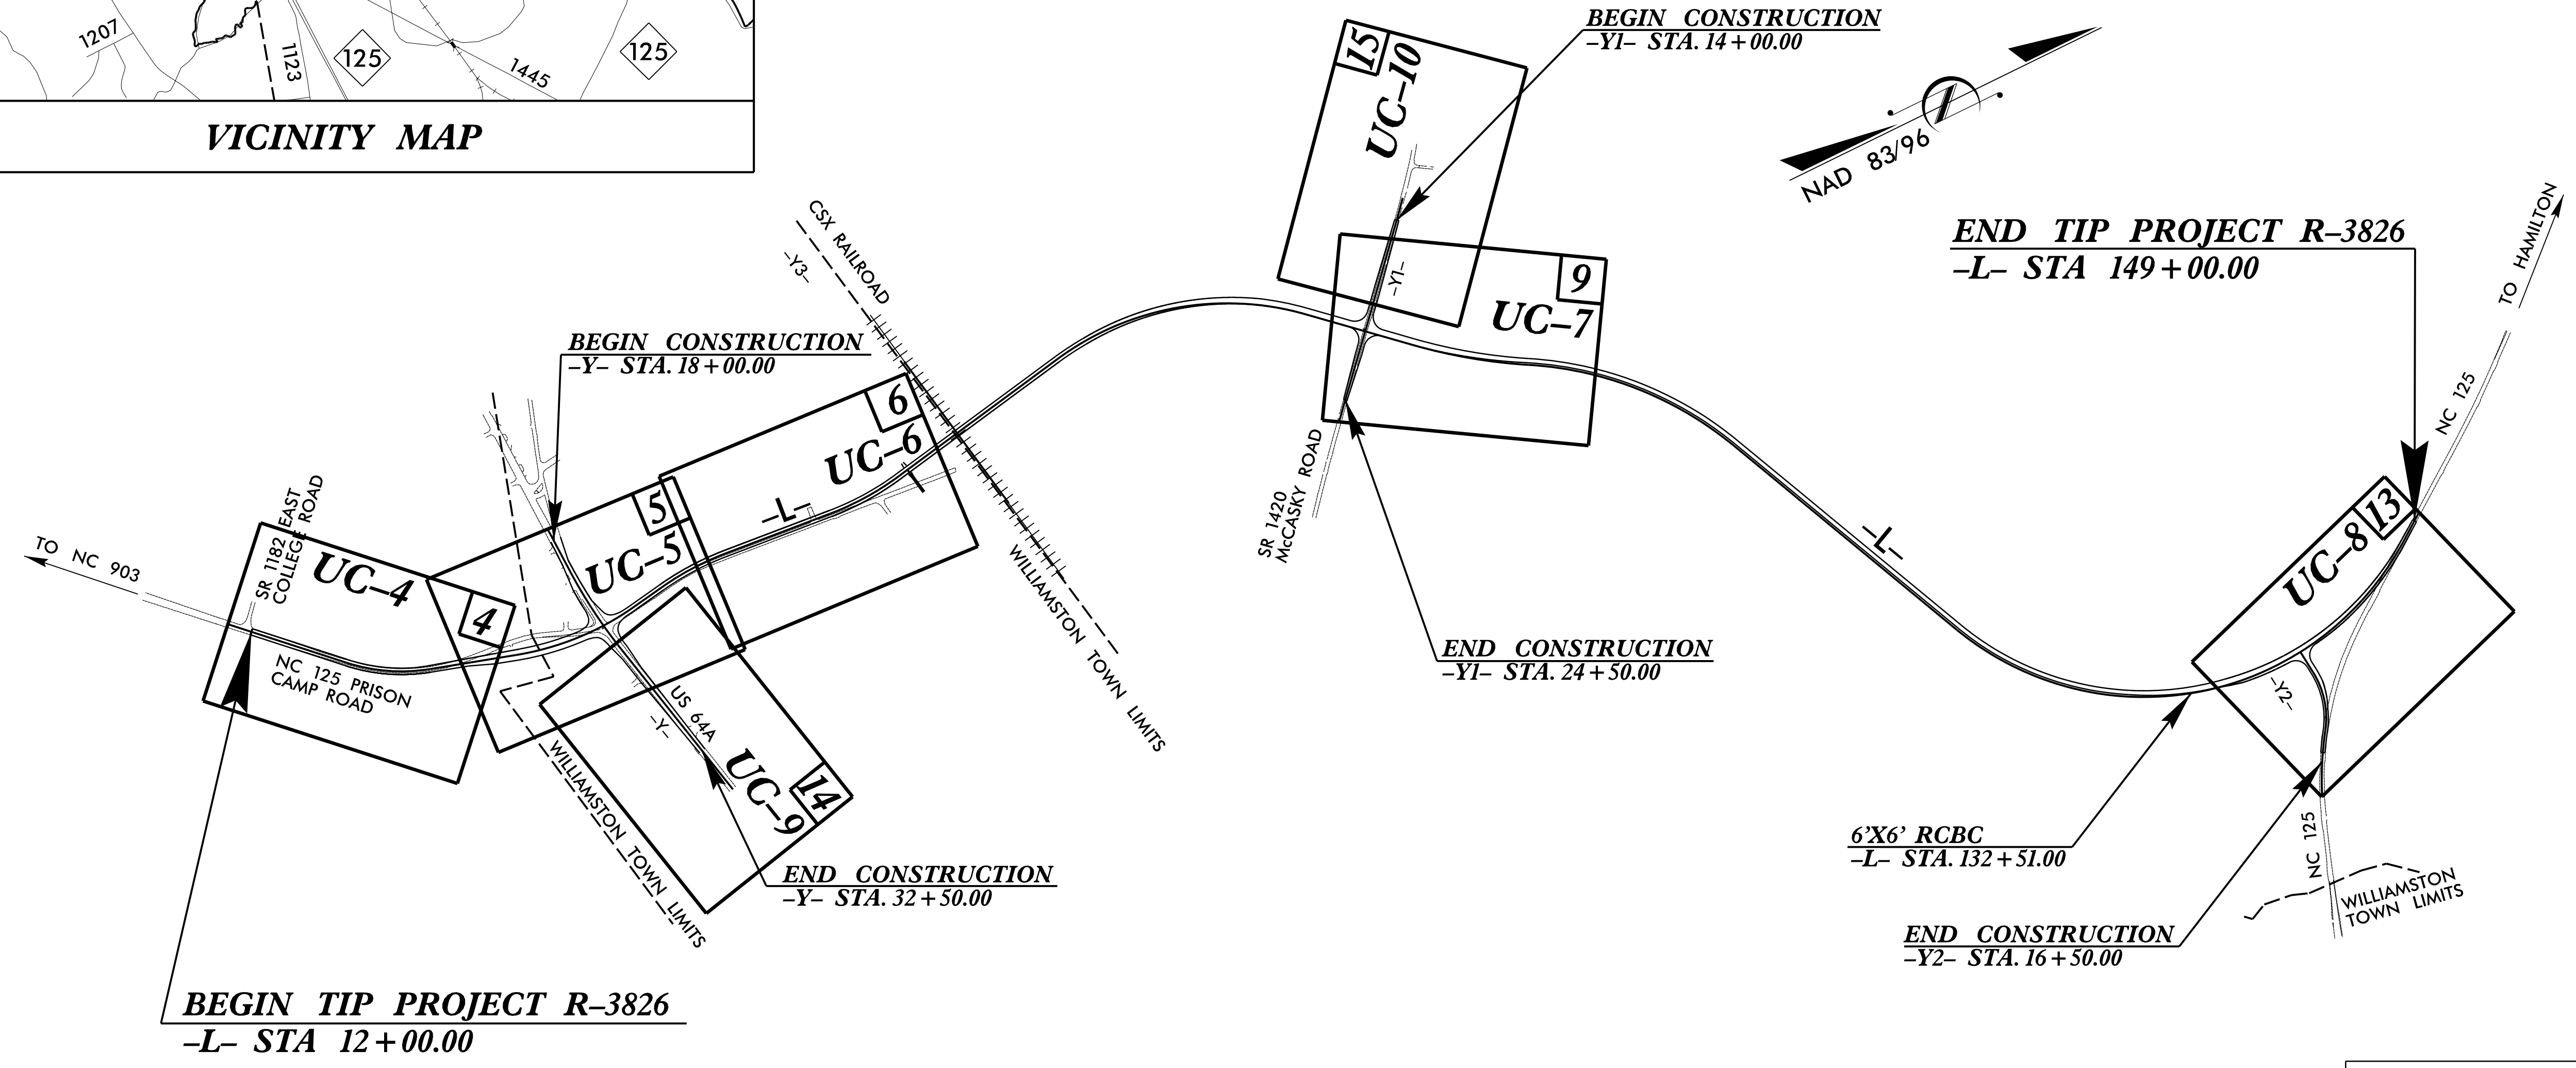 1207
1123
125
1445
125
VICINITY MAP
BEGIN CONSTRUCTION
–Y1– STA. 14+00.00
15
UC–10
NAD 83/96
END TIP PROJECT R–3826
–L– STA 149+00.00
TO HAMILTON
NC 125
CSX RAILROAD
–Y3–
–Y1–
9
UC–7
BEGIN CONSTRUCTION
–Y– STA. 18+00.00
6
UC–6
–L–
5
UC–5
SR 1182 EAST
COLLEGE ROAD
UC–4
4
TO NC 903
NC 125 PRISON
CAMP ROAD
SR 1420
McCASKY ROAD
WILLIAMSTON TOWN LIMITS
–L–
13
UC–8
–Y2–
END CONSTRUCTION
–Y1– STA. 24+50.00
US 64A
–Y–
UC–9
14
WILLIAMSTON TOWN LIMITS
END CONSTRUCTION
–Y– STA. 32+50.00
6'X6' RCBC
–L– STA. 132+51.00
NC 125
WILLIAMSTON
TOWN LIMITS
END CONSTRUCTION
–Y2– STA. 16+50.00
BEGIN TIP PROJECT R–3826
–L– STA 12+00.00